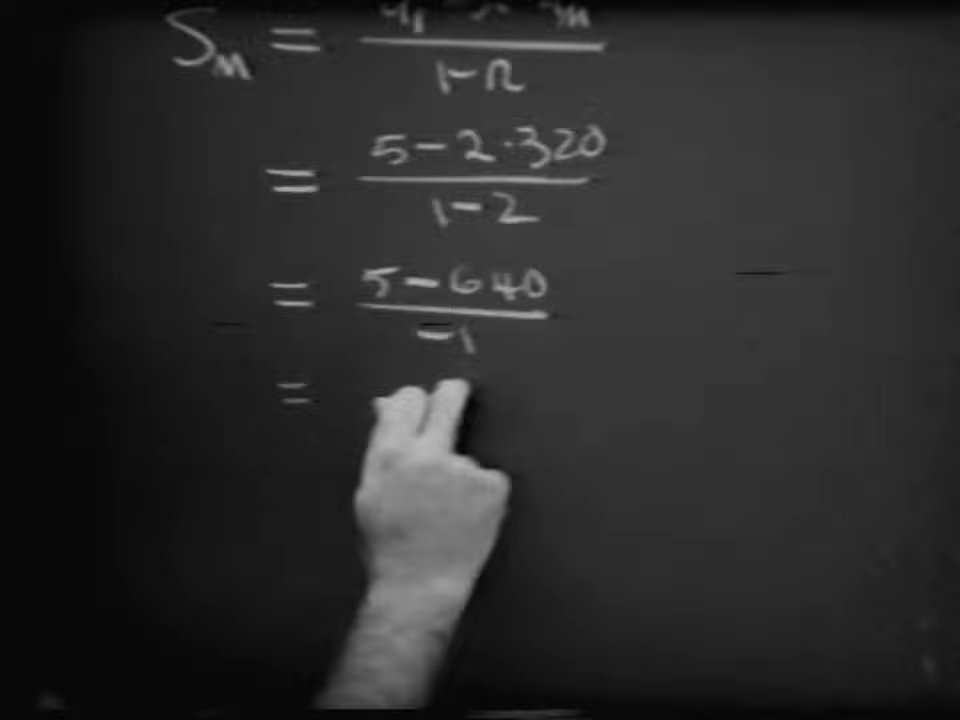 Sn = / 1-r
= 5-2·320 / 1-2
= 5-640 / -1
=